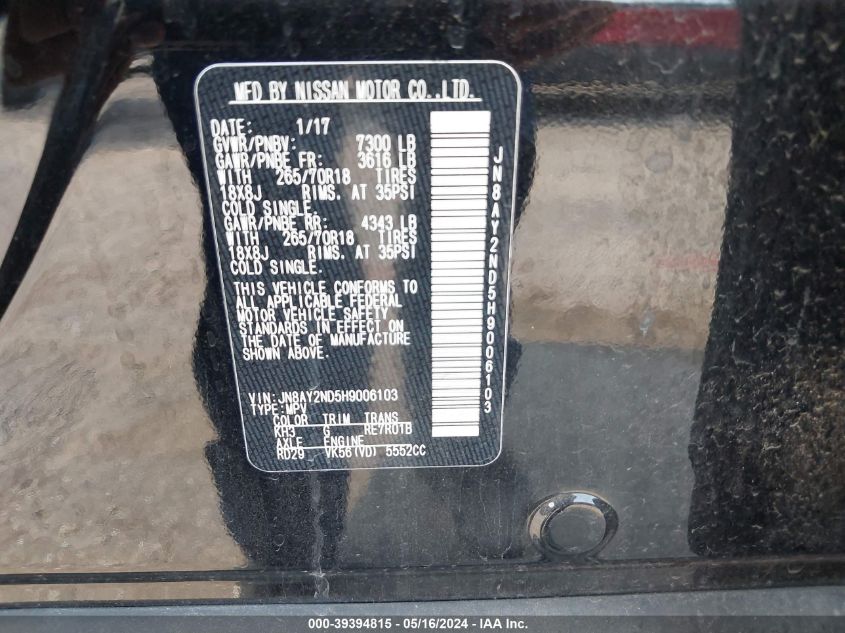 MFD BY NISSAN MOTOR CO.,LTD.
DATE: 1/17
GVWR/PNBV: 7300 LB
GAWR/PNBE FR: 3616 LB
WITH 265/70R18 TIRES
18X8J RIMS. AT 35PSI
COLD SINGLE.
GAWR/PNBE RR: 4343 LB
WITH 265/70R18 TIRES
18X8J RIMS. AT 35PSI
COLD SINGLE.
THIS VEHICLE CONFORMS TO
ALL APPLICABLE FEDERAL
MOTOR VEHICLE SAFETY
STANDARDS IN EFFECT ON
THE DATE OF MANUFACTURE
SHOWN ABOVE.
VIN:JN8AY2ND5H9006103
TYPE:MPV
COLOR TRIM TRANS
KH3 G RE7R01B
AXLE ENGINE
RD29 VK56(VD) 5552CC
JN8AY2ND5H9006103
000-39394815 - 05/16/2024 - IAA Inc.